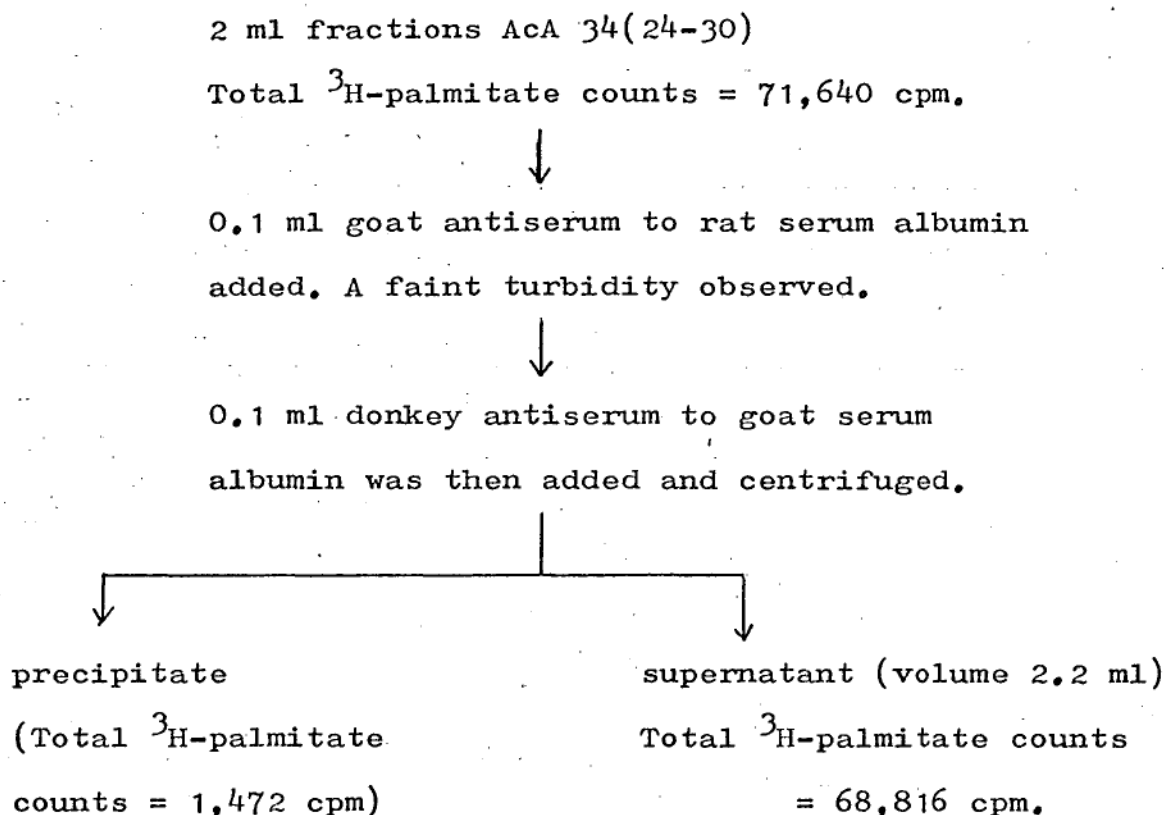 2 ml fractions AcA 34(24-30)
Total ³H-palmitate counts = 71,640 cpm.
0.1 ml goat antiserum to rat serum albumin
added. A faint turbidity observed.
0.1 ml donkey antiserum to goat serum
albumin was then added and centrifuged.
precipitate
(Total ³H-palmitate
counts = 1,472 cpm)
supernatant (volume 2.2 ml)
Total ³H-palmitate counts
= 68,816 cpm.